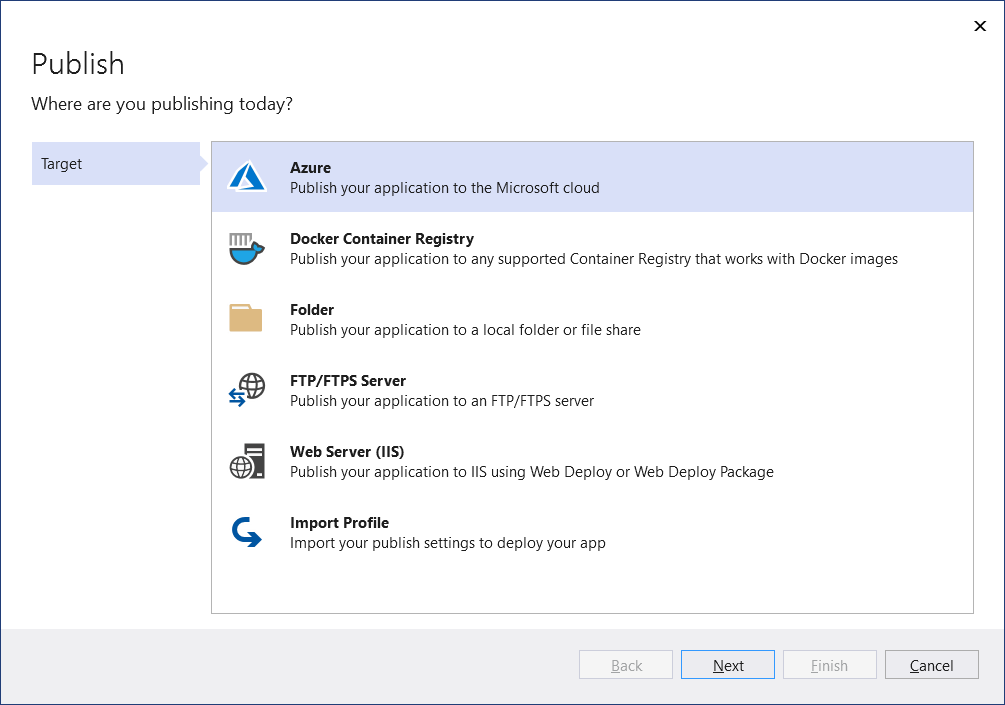 Publish
Where are you publishing today?
Target
Azure
Publish your application to the Microsoft cloud
Docker Container Registry
Publish your application to any supported Container Registry that works with Docker images
Folder
Publish your application to a local folder or file share
FTP/FTPS Server
Publish your application to an FTP/FTPS server
Web Server (IIS)
Publish your application to IIS using Web Deploy or Web Deploy Package
Import Profile
Import your publish settings to deploy your app
Back
Next
Finish
Cancel